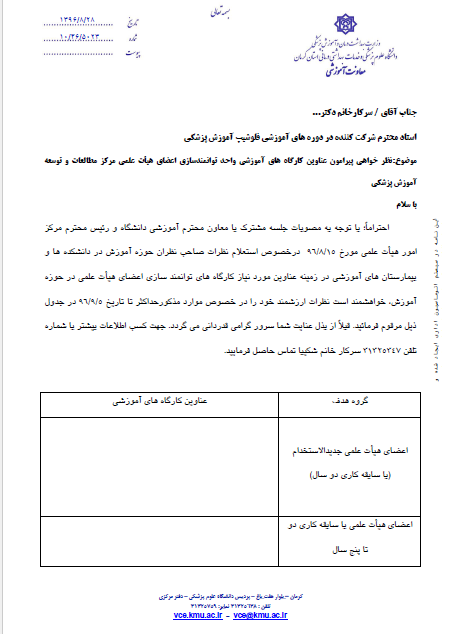 بسمه تعالی
وزارت بهداشت درمان و آموزش پزشکی
دانشگاه علوم پزشکی و خدمات بهداشتی درمانی استان کرمان
معاونت آموزشی
تاریخ ۱۳۹۶/۸/۲۸
شماره ۱۰/۲۶/۵۰۲۳
پیوست
جناب آقای / سرکارخانم دکتر...
استاد محترم شرکت کننده در دوره های آموزشی فلوشیپ آموزش پزشکی
موضوع:نظر خواهی پیرامون عناوین کارگاه های آموزشی واحد توانمندسازی اعضای هیأت علمی مرکز مطالعات و توسعه
آموزش پزشکی
با سلام
احتراماً؛ با توجه به مصوبات جلسه مشترک با معاون محترم آموزشی دانشگاه و رئیس محترم مرکز
امور هیأت علمی مورخ ۹۶/۸/۱۵ درخصوص استعلام نظرات صاحب نظران حوزه آموزش در دانشکده ها و
بیمارستان های آموزشی در زمینه عناوین مورد نیاز کارگاه های توانمند سازی اعضای هیأت علمی در حوزه
آموزش، خواهشمند است نظرات ارزشمند خود را در خصوص موارد مذکورحداکثر تا تاریخ ۹۶/۹/۵ در جدول
ذیل مرقوم فرمائید. قبلاً از بذل عنایت شما سرور گرامی قدردانی می گردد. جهت کسب اطلاعات بیشتر با شماره
تلفن ۳۱۳۲۵۳۴۷ سرکار خانم شکیبا تماس حاصل فرمایید.
گروه هدف
عناوین کارگاه های آموزشی
اعضای هیأت علمی جدیدالاستخدام
(با سابقه کاری دو سال)
اعضای هیأت علمی با سابقه کاری دو
تا پنج سال
این نامه در سیستم اتوماسیون اداری ایجاد شده و
کرمان – بلوار هفت باغ – پردیس دانشگاه علوم پزشکی – دفتر مرکزی
تلفن : ۳۱۳۲۵۶۳۸ نمابر: ۳۱۳۲۵۷۵۹
vce.kmu.ac.ir – vce@kmu.ac.ir